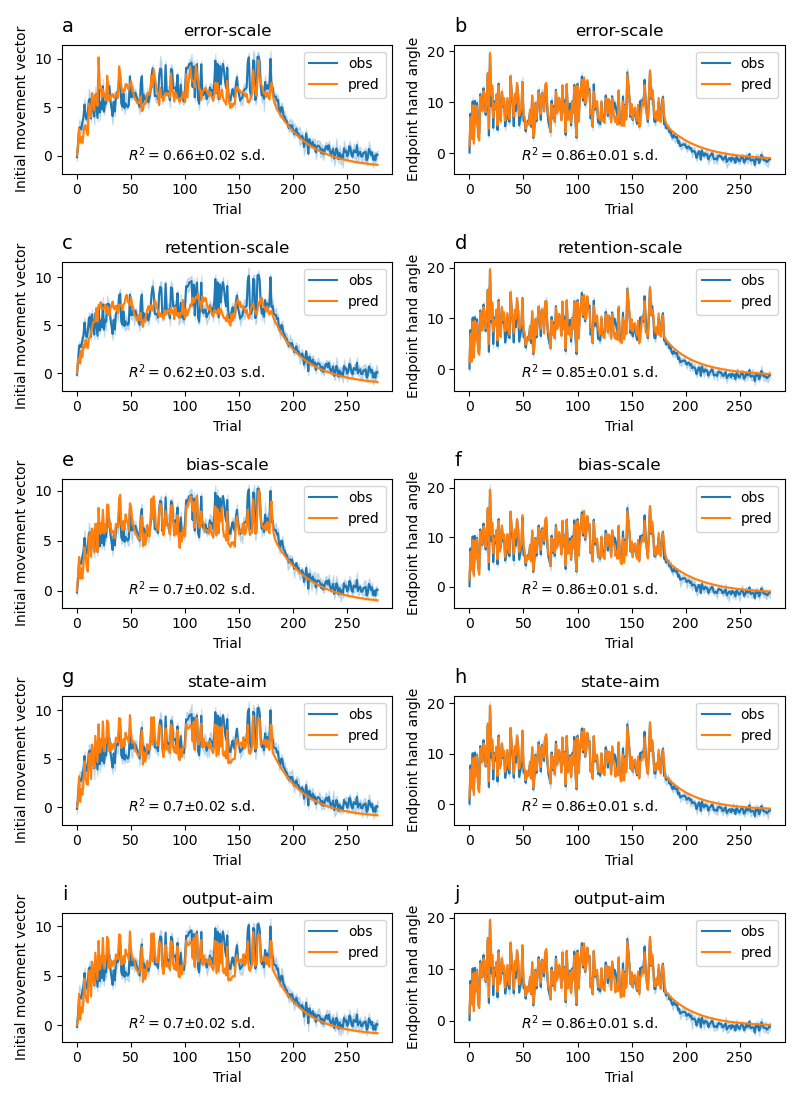 a
error-scale
Initial movement vector
10
5
0
obs
pred
R² = 0.66±0.02 s.d.
0 50 100 150 200 250
Trial
b
error-scale
Endpoint hand angle
20
10
0
obs
pred
R² = 0.86±0.01 s.d.
0 50 100 150 200 250
Trial
c
retention-scale
Initial movement vector
10
5
0
obs
pred
R² = 0.62±0.03 s.d.
0 50 100 150 200 250
Trial
d
retention-scale
Endpoint hand angle
20
10
0
obs
pred
R² = 0.85±0.01 s.d.
0 50 100 150 200 250
Trial
e
bias-scale
Initial movement vector
10
5
0
obs
pred
R² = 0.7±0.02 s.d.
0 50 100 150 200 250
Trial
f
bias-scale
Endpoint hand angle
20
10
0
obs
pred
R² = 0.86±0.01 s.d.
0 50 100 150 200 250
Trial
g
state-aim
Initial movement vector
10
5
0
obs
pred
R² = 0.7±0.02 s.d.
0 50 100 150 200 250
Trial
h
state-aim
Endpoint hand angle
20
10
0
obs
pred
R² = 0.86±0.01 s.d.
0 50 100 150 200 250
Trial
i
output-aim
Initial movement vector
10
5
0
obs
pred
R² = 0.7±0.02 s.d.
0 50 100 150 200 250
Trial
j
output-aim
Endpoint hand angle
20
10
0
obs
pred
R² = 0.86±0.01 s.d.
0 50 100 150 200 250
Trial